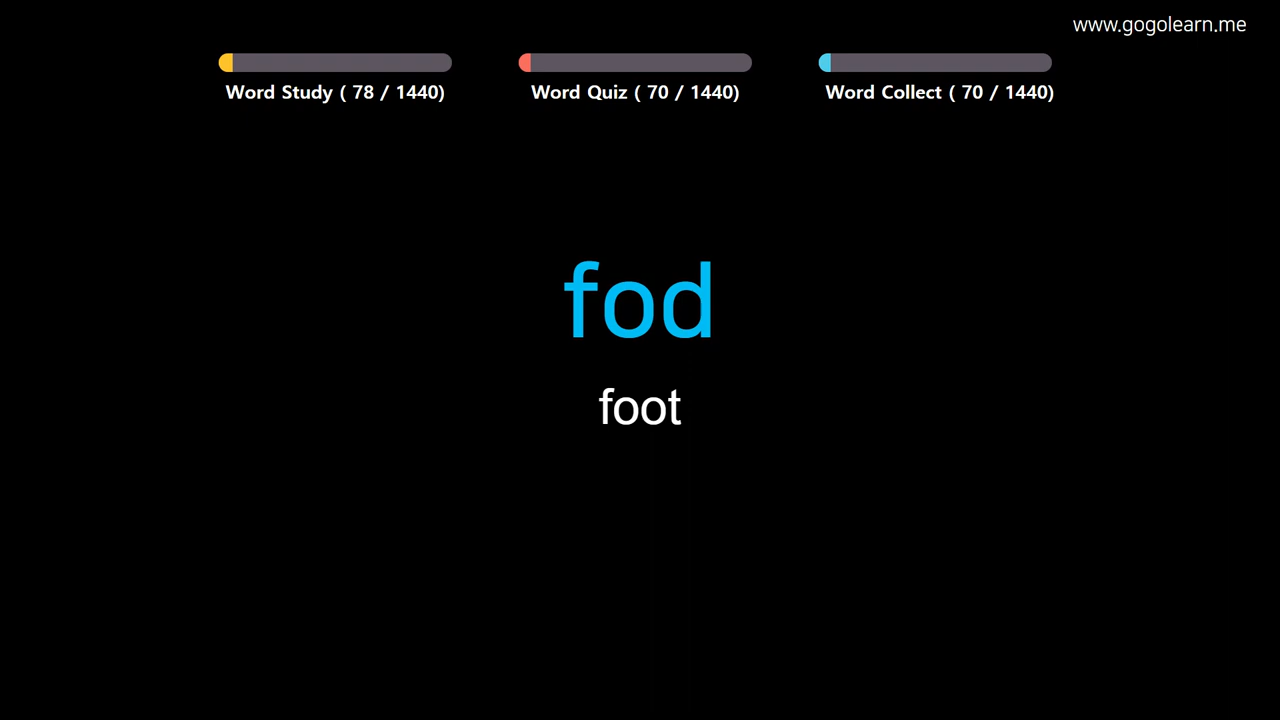 www.gogolearn.me
Word Study ( 78 / 1440)
Word Quiz ( 70 / 1440)
Word Collect ( 70 / 1440)
fod
foot